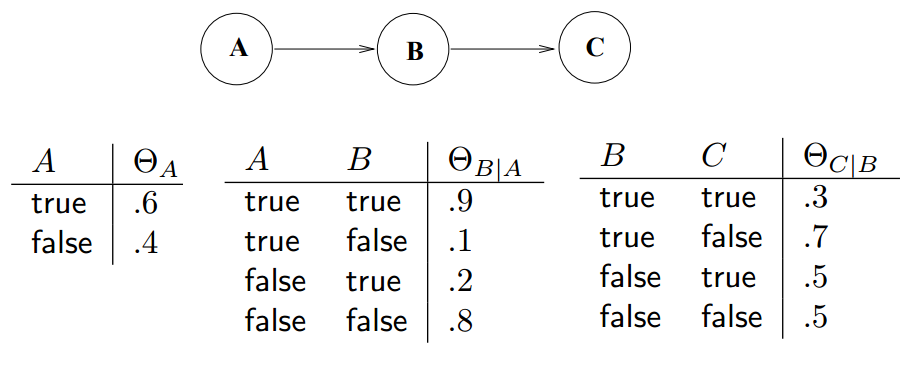 A B C
A Θ_A
true .6
false .4
A B Θ_{B|A}
true true .9
true false .1
false true .2
false false .8
B C Θ_{C|B}
true true .3
true false .7
false true .5
false false .5